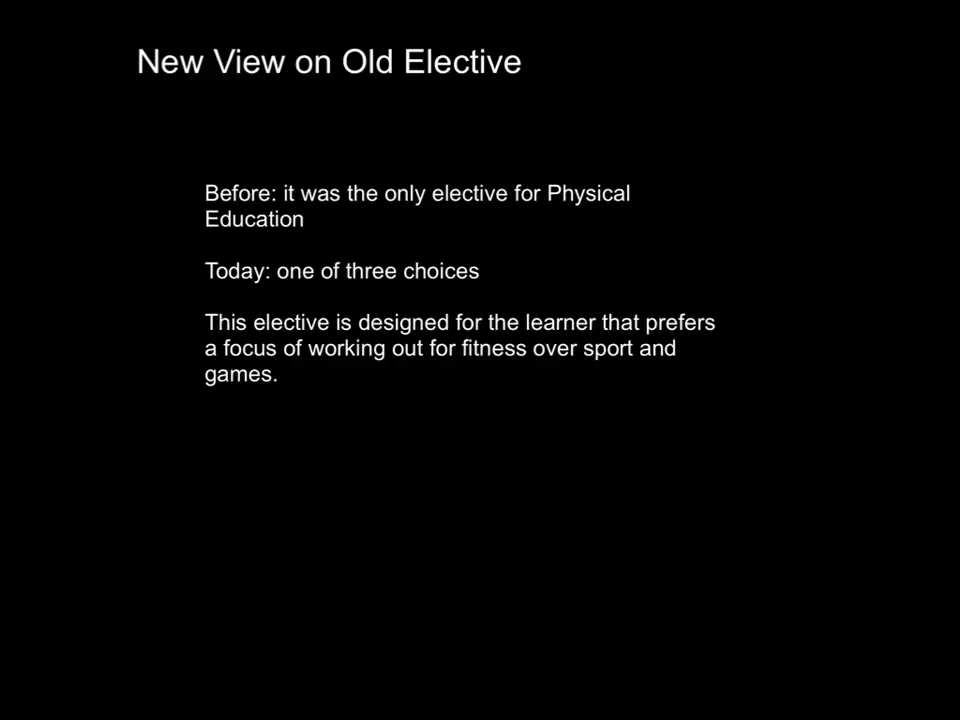 New View on Old Elective
Before: it was the only elective for Physical
Education
Today: one of three choices
This elective is designed for the learner that prefers
a focus of working out for fitness over sport and
games.